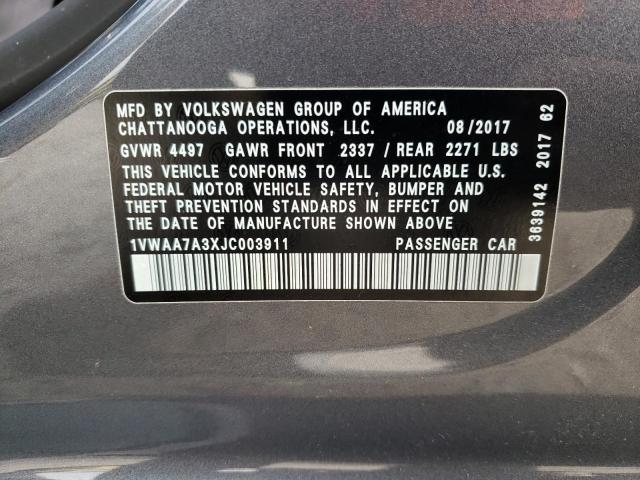 MFD BY VOLKSWAGEN GROUP OF AMERICA
CHATTANOOGA OPERATIONS, LLC. 08/2017
GVWR 4497 GAWR FRONT 2337 / REAR 2271 LBS
THIS VEHICLE CONFORMS TO ALL APPLICABLE U.S.
FEDERAL MOTOR VEHICLE SAFETY, BUMPER AND
THEFT PREVENTION STANDARDS IN EFFECT ON
THE DATE OF MANUFACTURE SHOWN ABOVE
1VWAA7A3XJC003911 PASSENGER CAR
3639142 2017 62